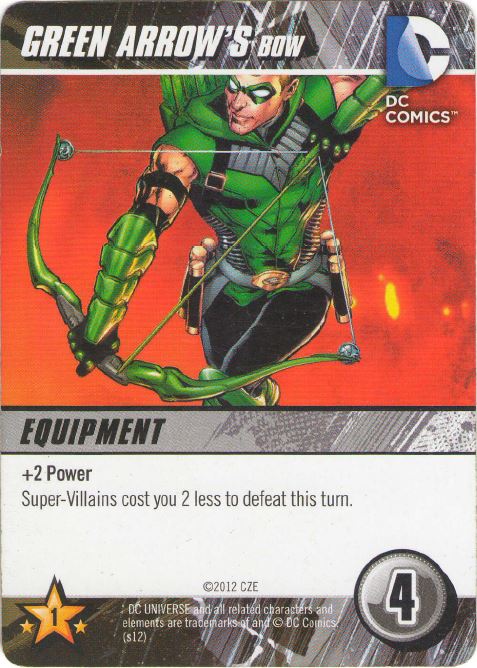 GREEN ARROW'S BOW
DC
COMICS™
EQUIPMENT
+2 Power
Super-Villains cost you 2 less to defeat this turn.
©2012 CZE
1
DC UNIVERSE and all related characters and
elements are trademarks of and © DC Comics.
(s12)
4